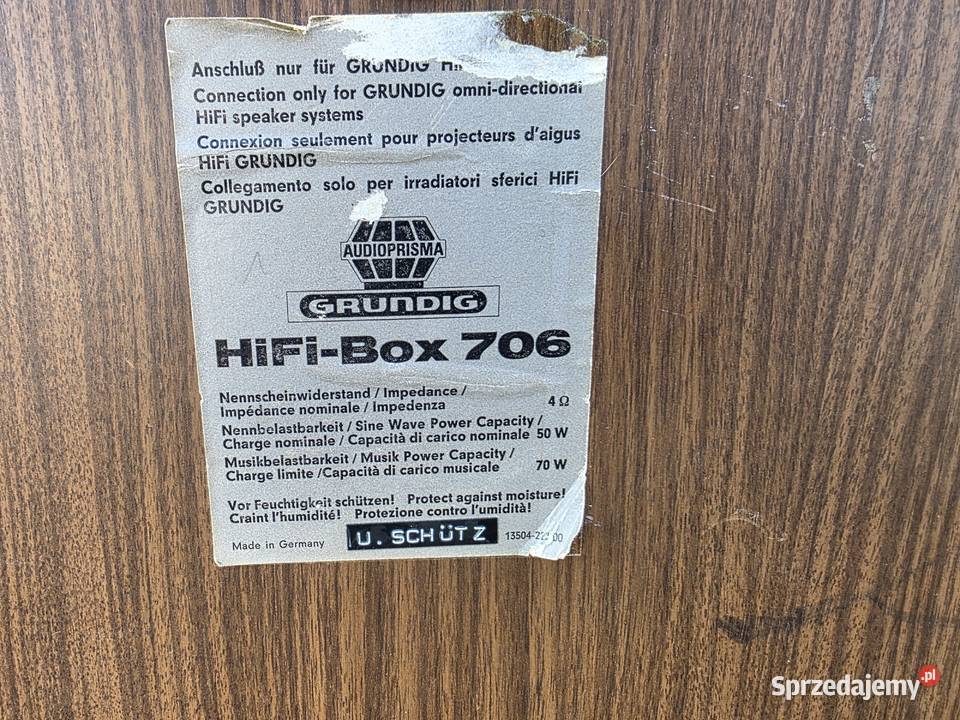 Anschluß nur für GRUNDIG
Connection only for GRUNDIG omni-directional
HiFi speaker systems
Connexion seulement pour projecteurs d'aigus
HiFi GRUNDIG
Collegamento solo per irradiatori sferici HiFi
GRUNDIG
AUDIOPRISMA
GRUNDIG
HiFi-Box 706
Nennscheinwiderstand / Impedance /
Impédance nominale / Impedenza 4 Ω
Nennbelastbarkeit / Sine Wave Power Capacity /
Charge nominale / Capacità di carico nominale 50 W
Musikbelastbarkeit / Musik Power Capacity /
Charge limite /Capacità di carico musicale 70 W
Vor Feuchtigkeit schützen! Protect against moisture!
Craint l'humidité! Protezione contro l'umidità!
Made in Germany U. SCHÜTZ
Sprzedajemy.pl